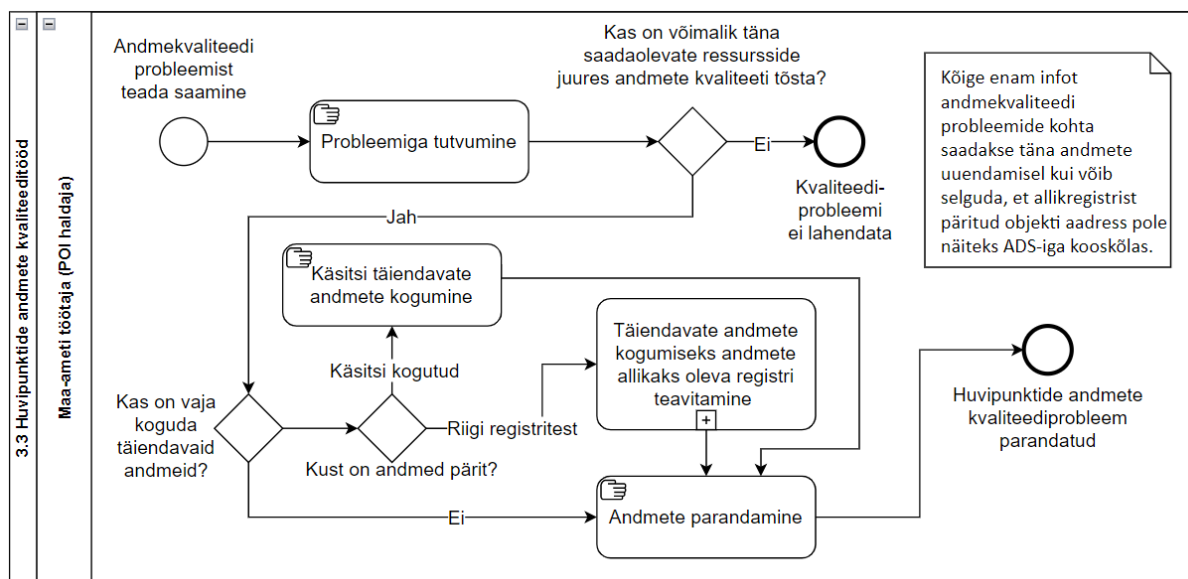 3.3 Huvipunktide andmete kvaliteeditööd
Maa-ameti töötaja (POI haldaja)
Andmekvaliteedi
probleemist
teada saamine
Probleemiga tutvumine
Kas on võimalik täna
saadaolevate ressursside
juures andmete kvaliteeti tõsta?
Ei
Kvaliteedi-
probleemi
ei lahendata
Kõige enam infot
andmekvaliteedi
probleemide kohta
saadakse täna andmete
uuendamisel kui võib
selguda, et allikregistrist
päritud objekti aadress pole
näiteks ADS-iga kooskõlas.
Jah
Käsitsi täiendavate
andmete kogumine
Täiendavate andmete
kogumiseks andmete
allikaks oleva registri
teavitamine
+
Käsitsi kogutud
Kas on vaja
koguda
täiendavaid
andmeid?
Riigi registritest
Kust on andmed pärit?
Huvipunktide andmete
kvaliteediprobleem
parandatud
Ei
Andmete parandamine